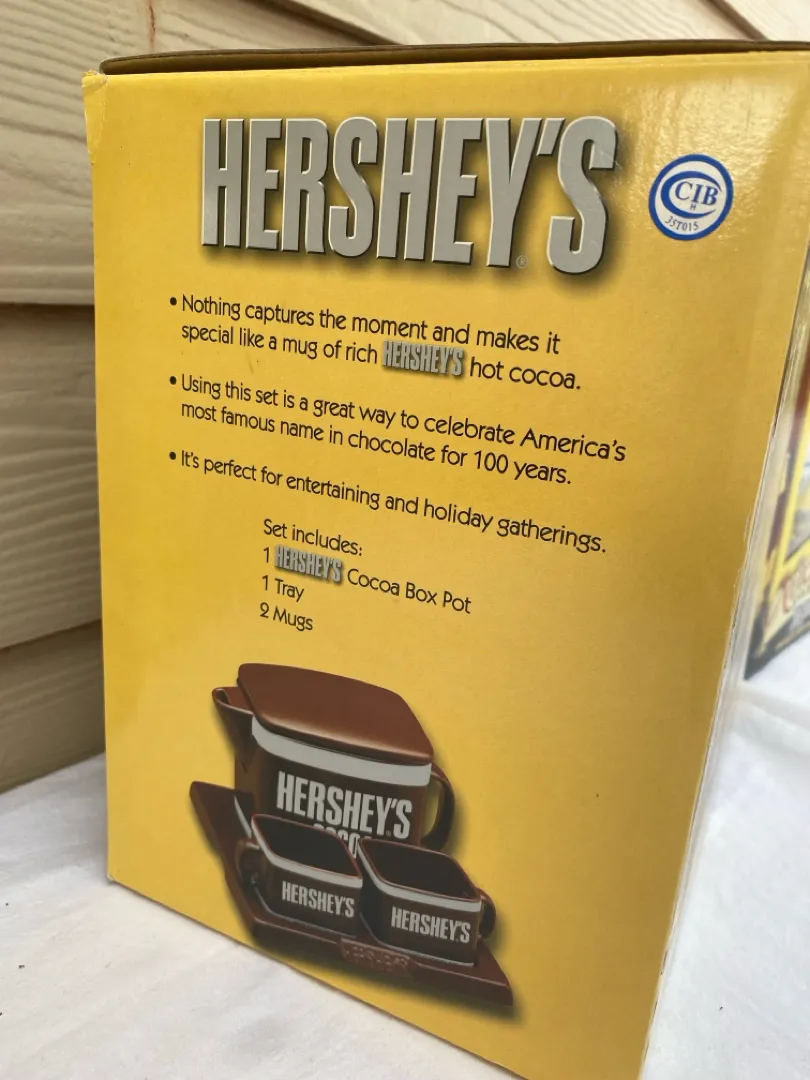 HERSHEY'S
®
CIB
H
35T015
• Nothing captures the moment and makes it
special like a mug of rich HERSHEY'S hot cocoa.
• Using this set is a great way to celebrate America's
most famous name in chocolate for 100 years.
• It's perfect for entertaining and holiday gatherings.
Set includes:
1 HERSHEY'S Cocoa Box Pot
1 Tray
2 Mugs
HERSHEY'S
COCOA
HERSHEY'S
HERSHEY'S